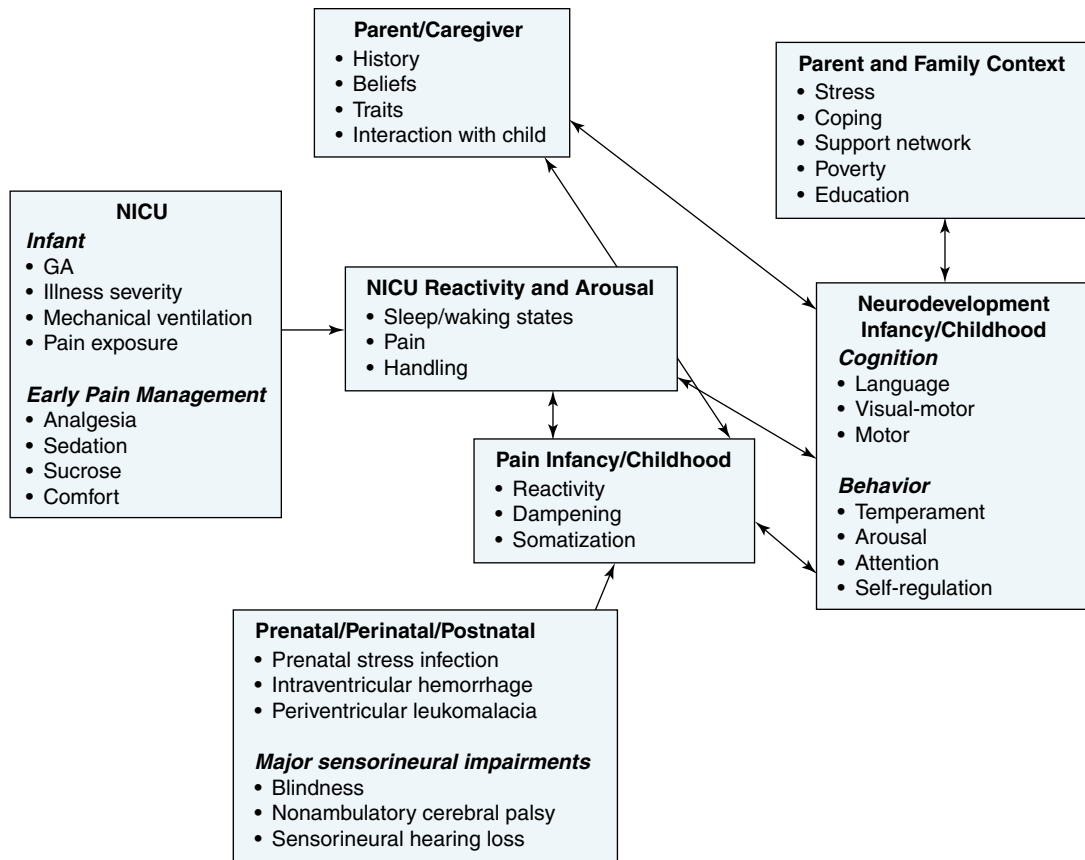 Parent/Caregiver
• History
• Beliefs
• Traits
• Interaction with child
Parent and Family Context
• Stress
• Coping
• Support network
• Poverty
• Education
NICU
Infant
• GA
• Illness severity
• Mechanical ventilation
• Pain exposure
Early Pain Management
• Analgesia
• Sedation
• Sucrose
• Comfort
NICU Reactivity and Arousal
• Sleep/waking states
• Pain
• Handling
Neurodevelopment
Infancy/Childhood
Cognition
• Language
• Visual-motor
• Motor
Behavior
• Temperament
• Arousal
• Attention
• Self-regulation
Pain Infancy/Childhood
• Reactivity
• Dampening
• Somatization
Prenatal/Perinatal/Postnatal
• Prenatal stress infection
• Intraventricular hemorrhage
• Periventricular leukomalacia
Major sensorineural impairments
• Blindness
• Nonambulatory cerebral palsy
• Sensorineural hearing loss